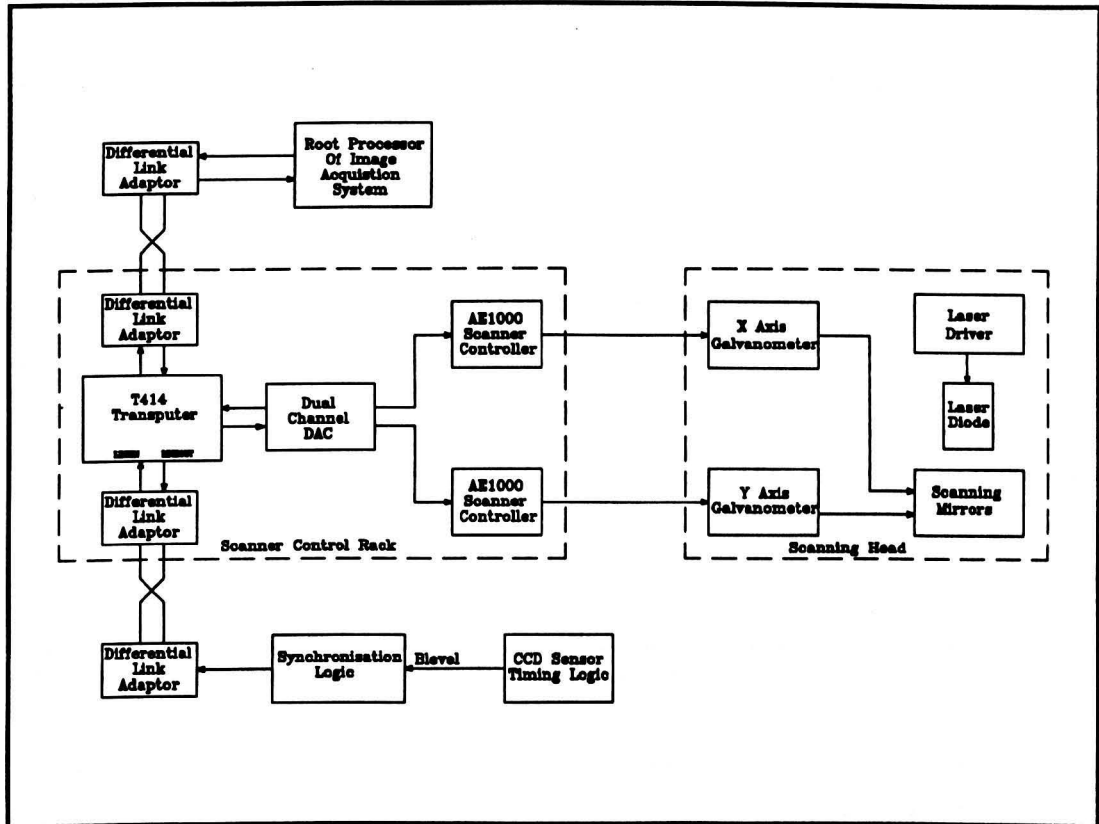 Differential
Link
Adaptor
Root Processor
Of Image
Acquistion
System
Differential
Link
Adaptor
AE1000
Scanner
Controller
X Axis
Galvanometer
Laser
Driver
T414
Transputer
Dual
Channel
DAC
Laser
Diode
Differential
Link
Adaptor
AE1000
Scanner
Controller
Y Axis
Galvanometer
Scanning
Mirrors
Scanner Control Rack
Scanning Head
Differential
Link
Adaptor
Synchronisation
Logic
Blevel
CCD Sensor
Timing Logic